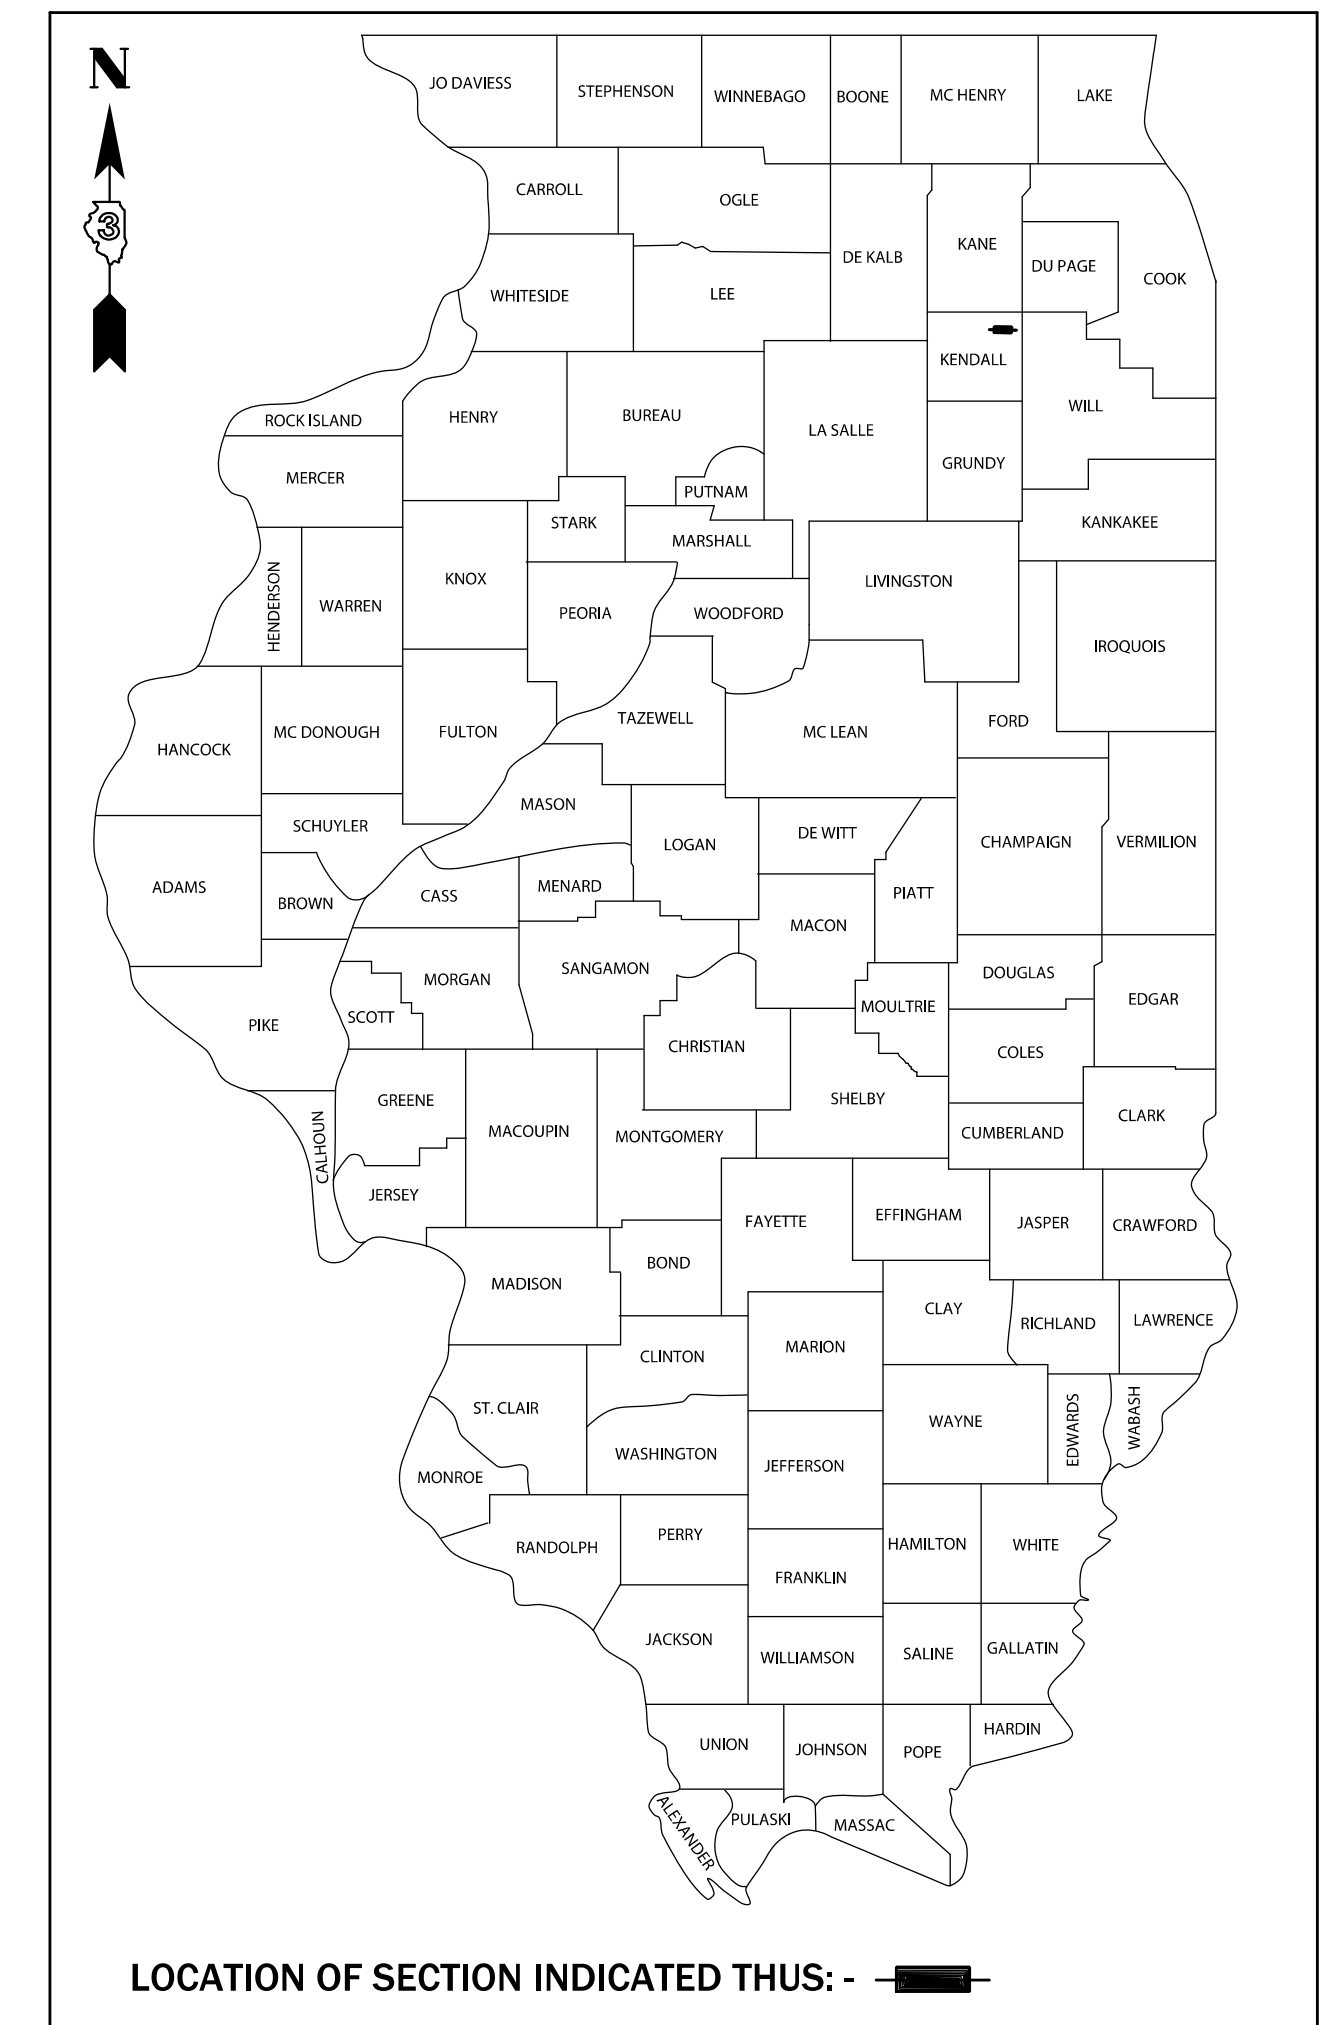 N
JO DAVIESS
STEPHENSON
WINNEBAGO
BOONE
MC HENRY
LAKE
3
CARROLL
OGLE
DE KALB
KANE
DU PAGE
COOK
WHITESIDE
LEE
KENDALL
ROCK ISLAND
HENRY
BUREAU
LA SALLE
WILL
GRUNDY
MERCER
PUTNAM
STARK
MARSHALL
KANKAKEE
HENDERSON
WARREN
KNOX
PEORIA
WOODFORD
LIVINGSTON
IROQUOIS
HANCOCK
MC DONOUGH
FULTON
TAZEWELL
MC LEAN
FORD
MASON
SCHUYLER
LOGAN
DE WITT
CHAMPAIGN
VERMILION
ADAMS
BROWN
CASS
MENARD
PIATT
MACON
SANGAMON
MORGAN
DOUGLAS
EDGAR
MOULTRIE
PIKE
SCOTT
CHRISTIAN
COLES
SHELBY
GREENE
CALHOUN
MACOUPIN
MONTGOMERY
CUMBERLAND
CLARK
JERSEY
FAYETTE
EFFINGHAM
JASPER
CRAWFORD
BOND
MADISON
CLAY
RICHLAND
LAWRENCE
CLINTON
MARION
ST. CLAIR
WAYNE
EDWARDS
WABASH
WASHINGTON
JEFFERSON
MONROE
RANDOLPH
PERRY
HAMILTON
WHITE
FRANKLIN
JACKSON
WILLIAMSON
SALINE
GALLATIN
UNION
JOHNSON
POPE
HARDIN
ALEXANDER
PULASKI
MASSAC
LOCATION OF SECTION INDICATED THUS: -